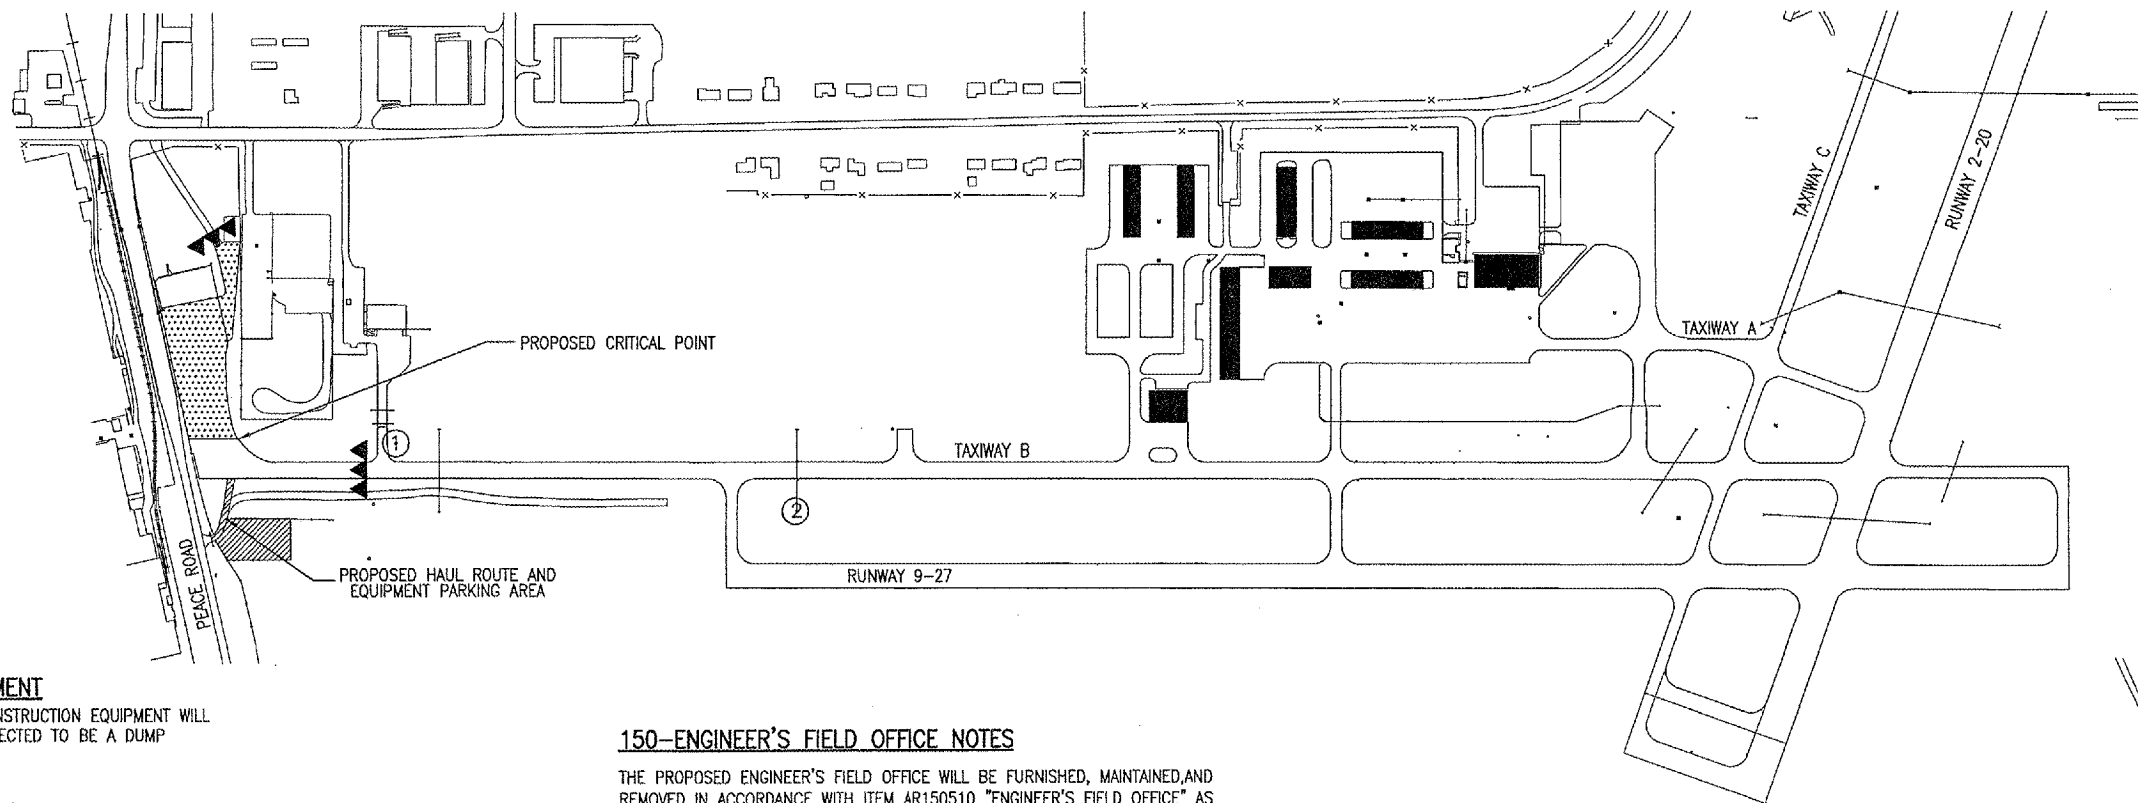 TAXIWAY C
RUNWAY 2-20
TAXIWAY A
PROPOSED CRITICAL POINT
1
TAXIWAY B
2
PROPOSED HAUL ROUTE AND
EQUIPMENT PARKING AREA
RUNWAY 9-27
PEACE ROAD
MENT
NSTRUCTION EQUIPMENT WILL
ECTED TO BE A DUMP
150-ENGINEER'S FIELD OFFICE NOTES
THE PROPOSED ENGINEER'S FIELD OFFICE WILL BE FURNISHED, MAINTAINED,AND
REMOVED IN ACCORDANCE WITH ITEM AR150510 "ENGINEER'S FIELD OFFICE" AS